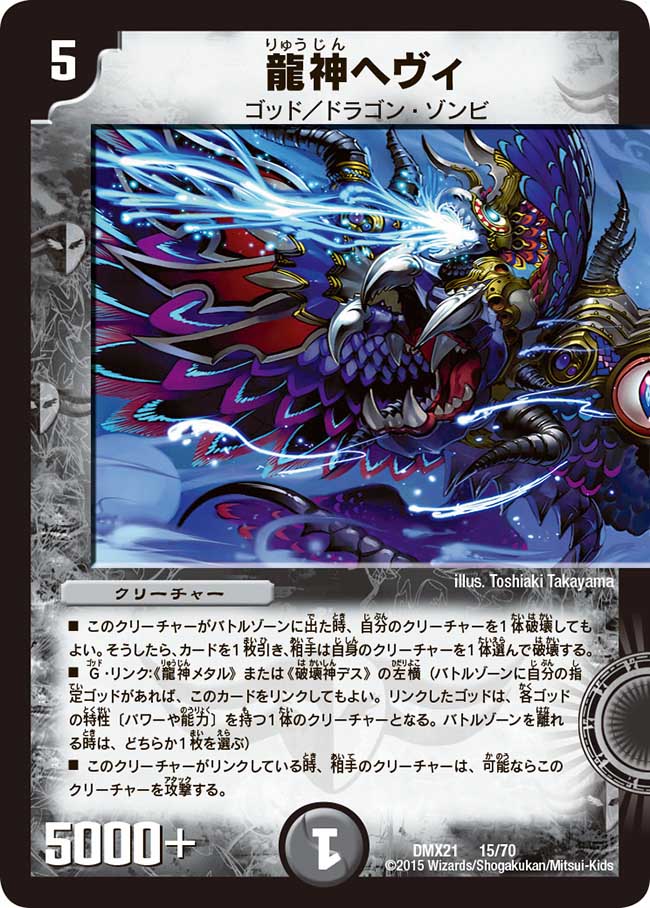 5
りゅうじん
龍神ヘヴィ
ゴッド／ドラゴン・ゾンビ
illus. Toshiaki Takayama
クリーチャー
■ このクリーチャーがバトルゾーンに出た時、自分のクリーチャーを1体破壊しても
よい。そうしたら、カードを1枚引き、相手は自身のクリーチャーを1体選んで破壊する。
■ G・リンク:《龍神メタル》または《破壊神デス》の左横（バトルゾーンに自分の指
定ゴッドがあれば、このカードをリンクしてもよい。リンクしたゴッドは、各ゴッド
の特性〔パワーや能力〕を持つ1体のクリーチャーとなる。バトルゾーンを離れ
る時は、どちらか1枚を選ぶ）
■ このクリーチャーがリンクしている時、相手のクリーチャーは、可能ならこの
クリーチャーを攻撃する。
5000+
1
DMX21 15/70
©2015 Wizards/Shogakukan/Mitsui-Kids